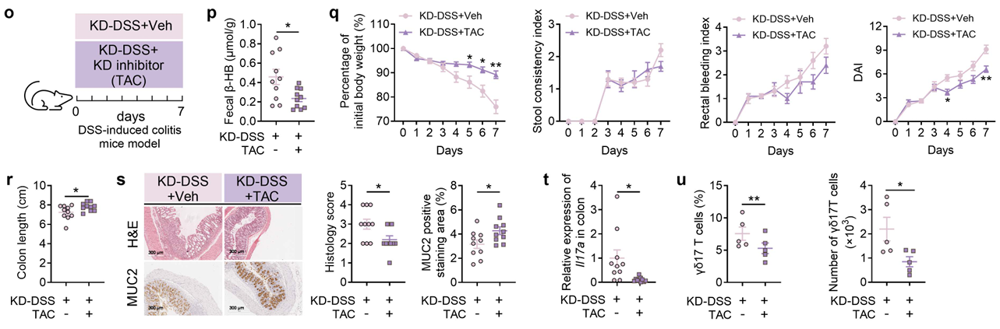 o
KD-DSS+Veh
KD-DSS+
KD inhibitor
(TAC)
0
7
days
DSS-induced colitis
mice model
p
Fecal β-HB (μmol/g)
1.0
0.8
0.6
0.4
0.2
0.0
*
KD-DSS + +
TAC - +
q
Percentage of
initial body weight (%)
110
100
90
80
70
KD-DSS+Veh
KD-DSS+TAC
* * **
0 1 2 3 4 5 6 7
Days
Stool consistency index
3
2
1
0
KD-DSS+Veh
KD-DSS+TAC
0 1 2 3 4 5 6 7
Days
Rectal bleeding index
4
3
2
1
0
KD-DSS+Veh
KD-DSS+TAC
0 1 2 3 4 5 6 7
Days
DAI
12
9
6
3
0
KD-DSS+Veh
KD-DSS+TAC
* **
0 1 2 3 4 5 6 7
Days
r
Colon length (cm)
10
8
6
4
2
0
*
KD-DSS + +
TAC - +
s
KD-DSS
+Veh
KD-DSS
+TAC
H&E
300 μm
300 μm
MUC2
300 μm
300 μm
Histology score
5
4
3
2
1
0
*
KD-DSS + +
TAC - +
MUC2 positive
staining area (%)
8
6
4
2
0
*
KD-DSS + +
TAC - +
t
Relative expression of
Il17a in colon
4
3
2
1
0
*
KD-DSS + +
TAC - +
u
γδ17 T cells (%)
15
10
5
0
**
KD-DSS + +
TAC - +
Number of γδ17T cells
(×10³)
4
3
2
1
0
*
KD-DSS + +
TAC - +